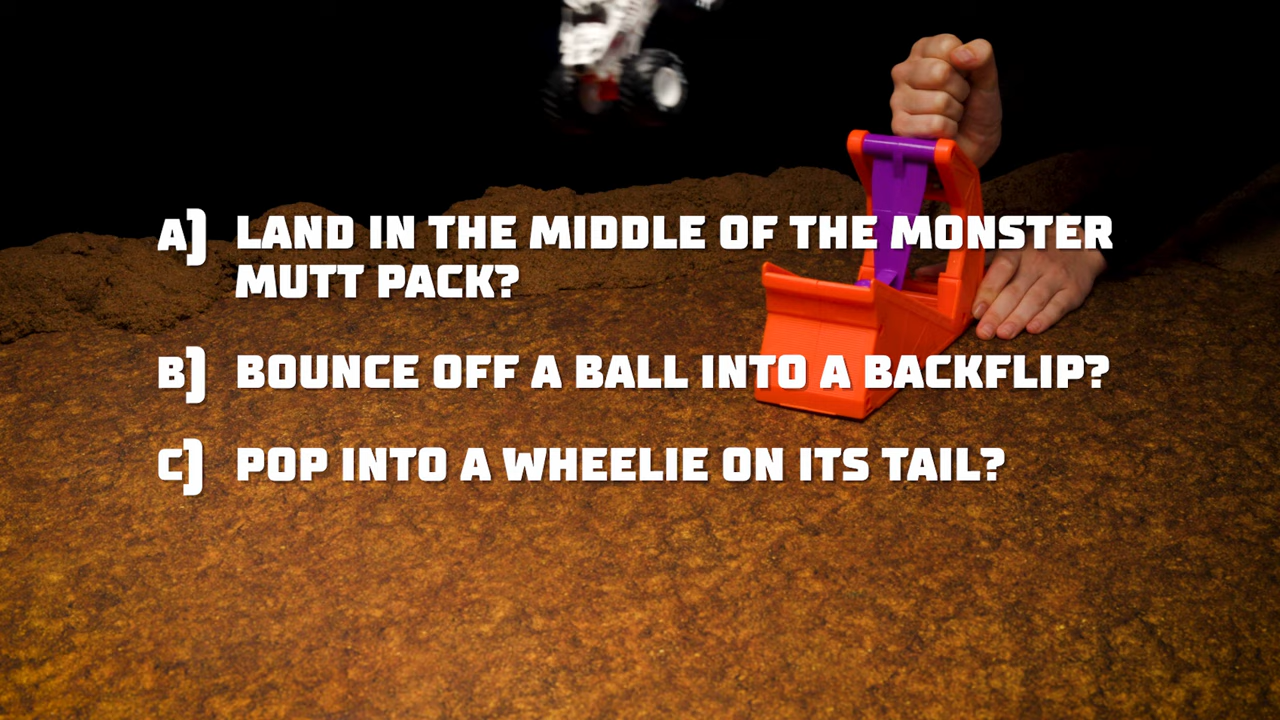 A] LAND IN THE MIDDLE OF THE MONSTER
MUTT PACK?
B] BOUNCE OFF A BALL INTO A BACKFLIP?
C] POP INTO A WHEELIE ON ITS TAIL?